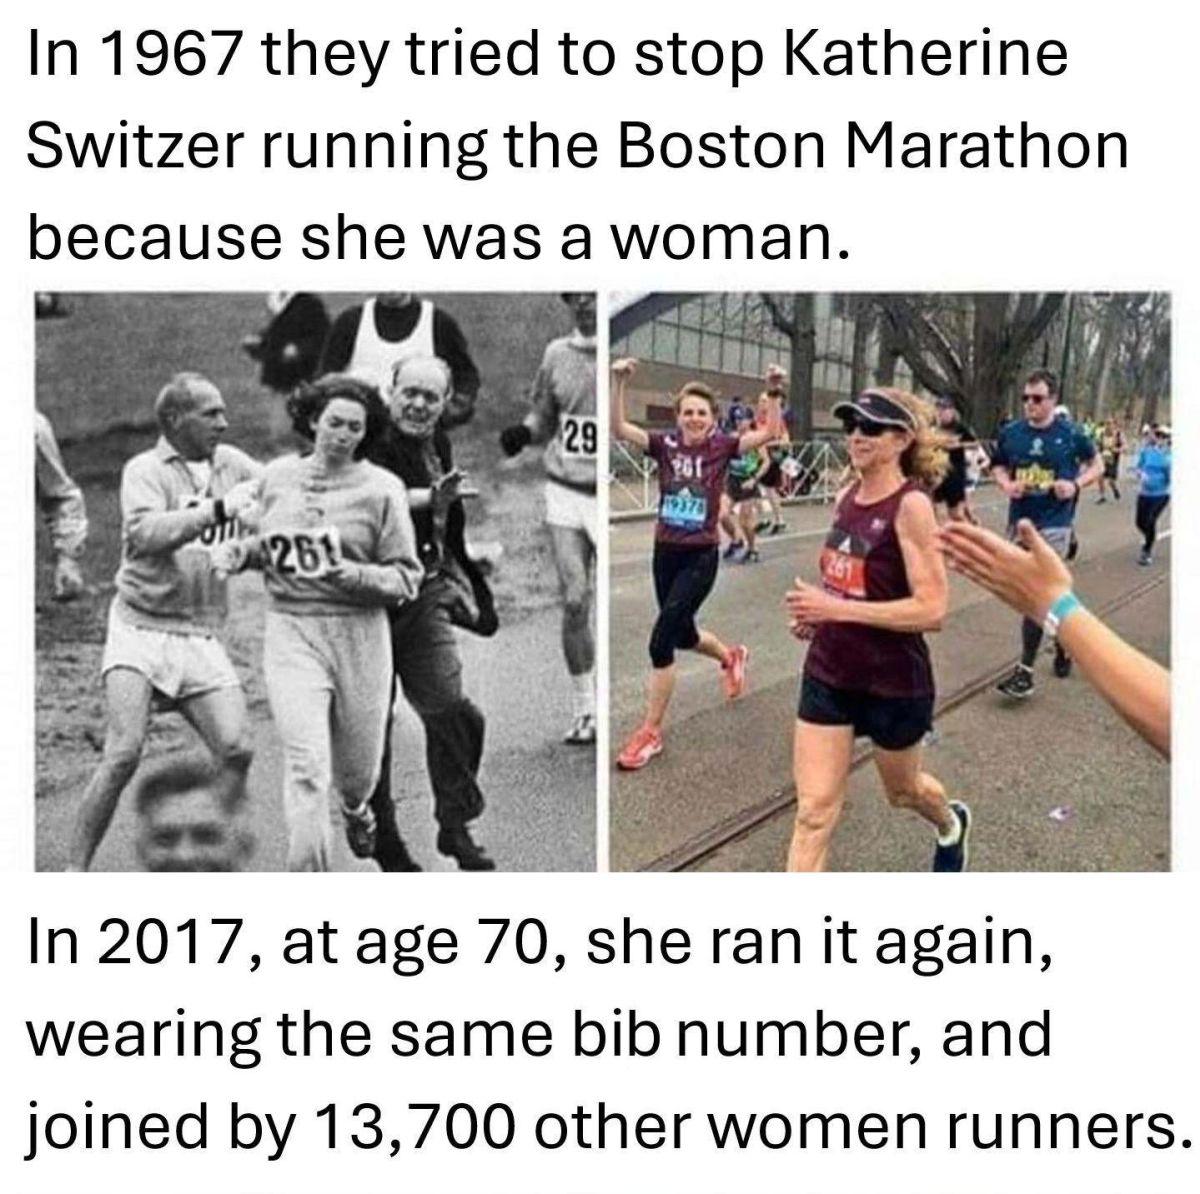 In 1967 they tried to stop Katherine
Switzer running the Boston Marathon
because she was a woman.
29
261
261
19378
261
In 2017, at age 70, she ran it again,
wearing the same bib number, and
joined by 13,700 other women runners.